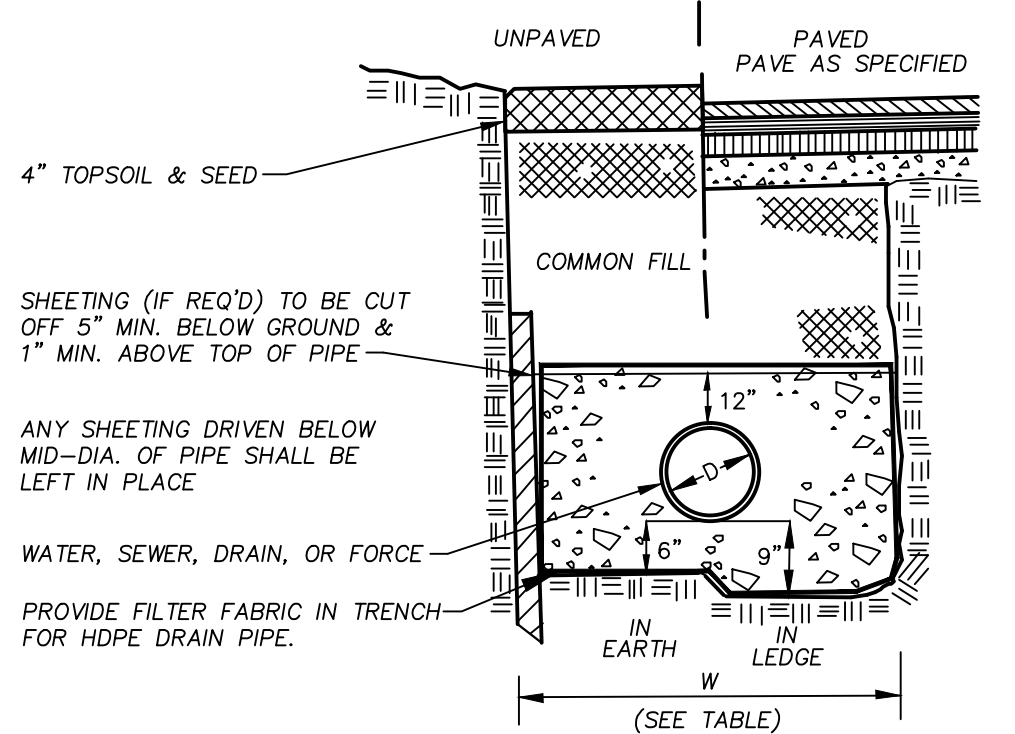 UNPAVED
PAVED
PAVE AS SPECIFIED
4" TOPSOIL & SEED
COMMON FILL
SHEETING (IF REQ'D) TO BE CUT
OFF 5" MIN. BELOW GROUND &
1" MIN. ABOVE TOP OF PIPE
12"
ANY SHEETING DRIVEN BELOW
MID-DIA. OF PIPE SHALL BE
LEFT IN PLACE
D
WATER, SEWER, DRAIN, OR FORCE
6"
9"
PROVIDE FILTER FABRIC IN TRENCH
FOR HDPE DRAIN PIPE.
IN
EARTH
IN
LEDGE
W
(SEE TABLE)